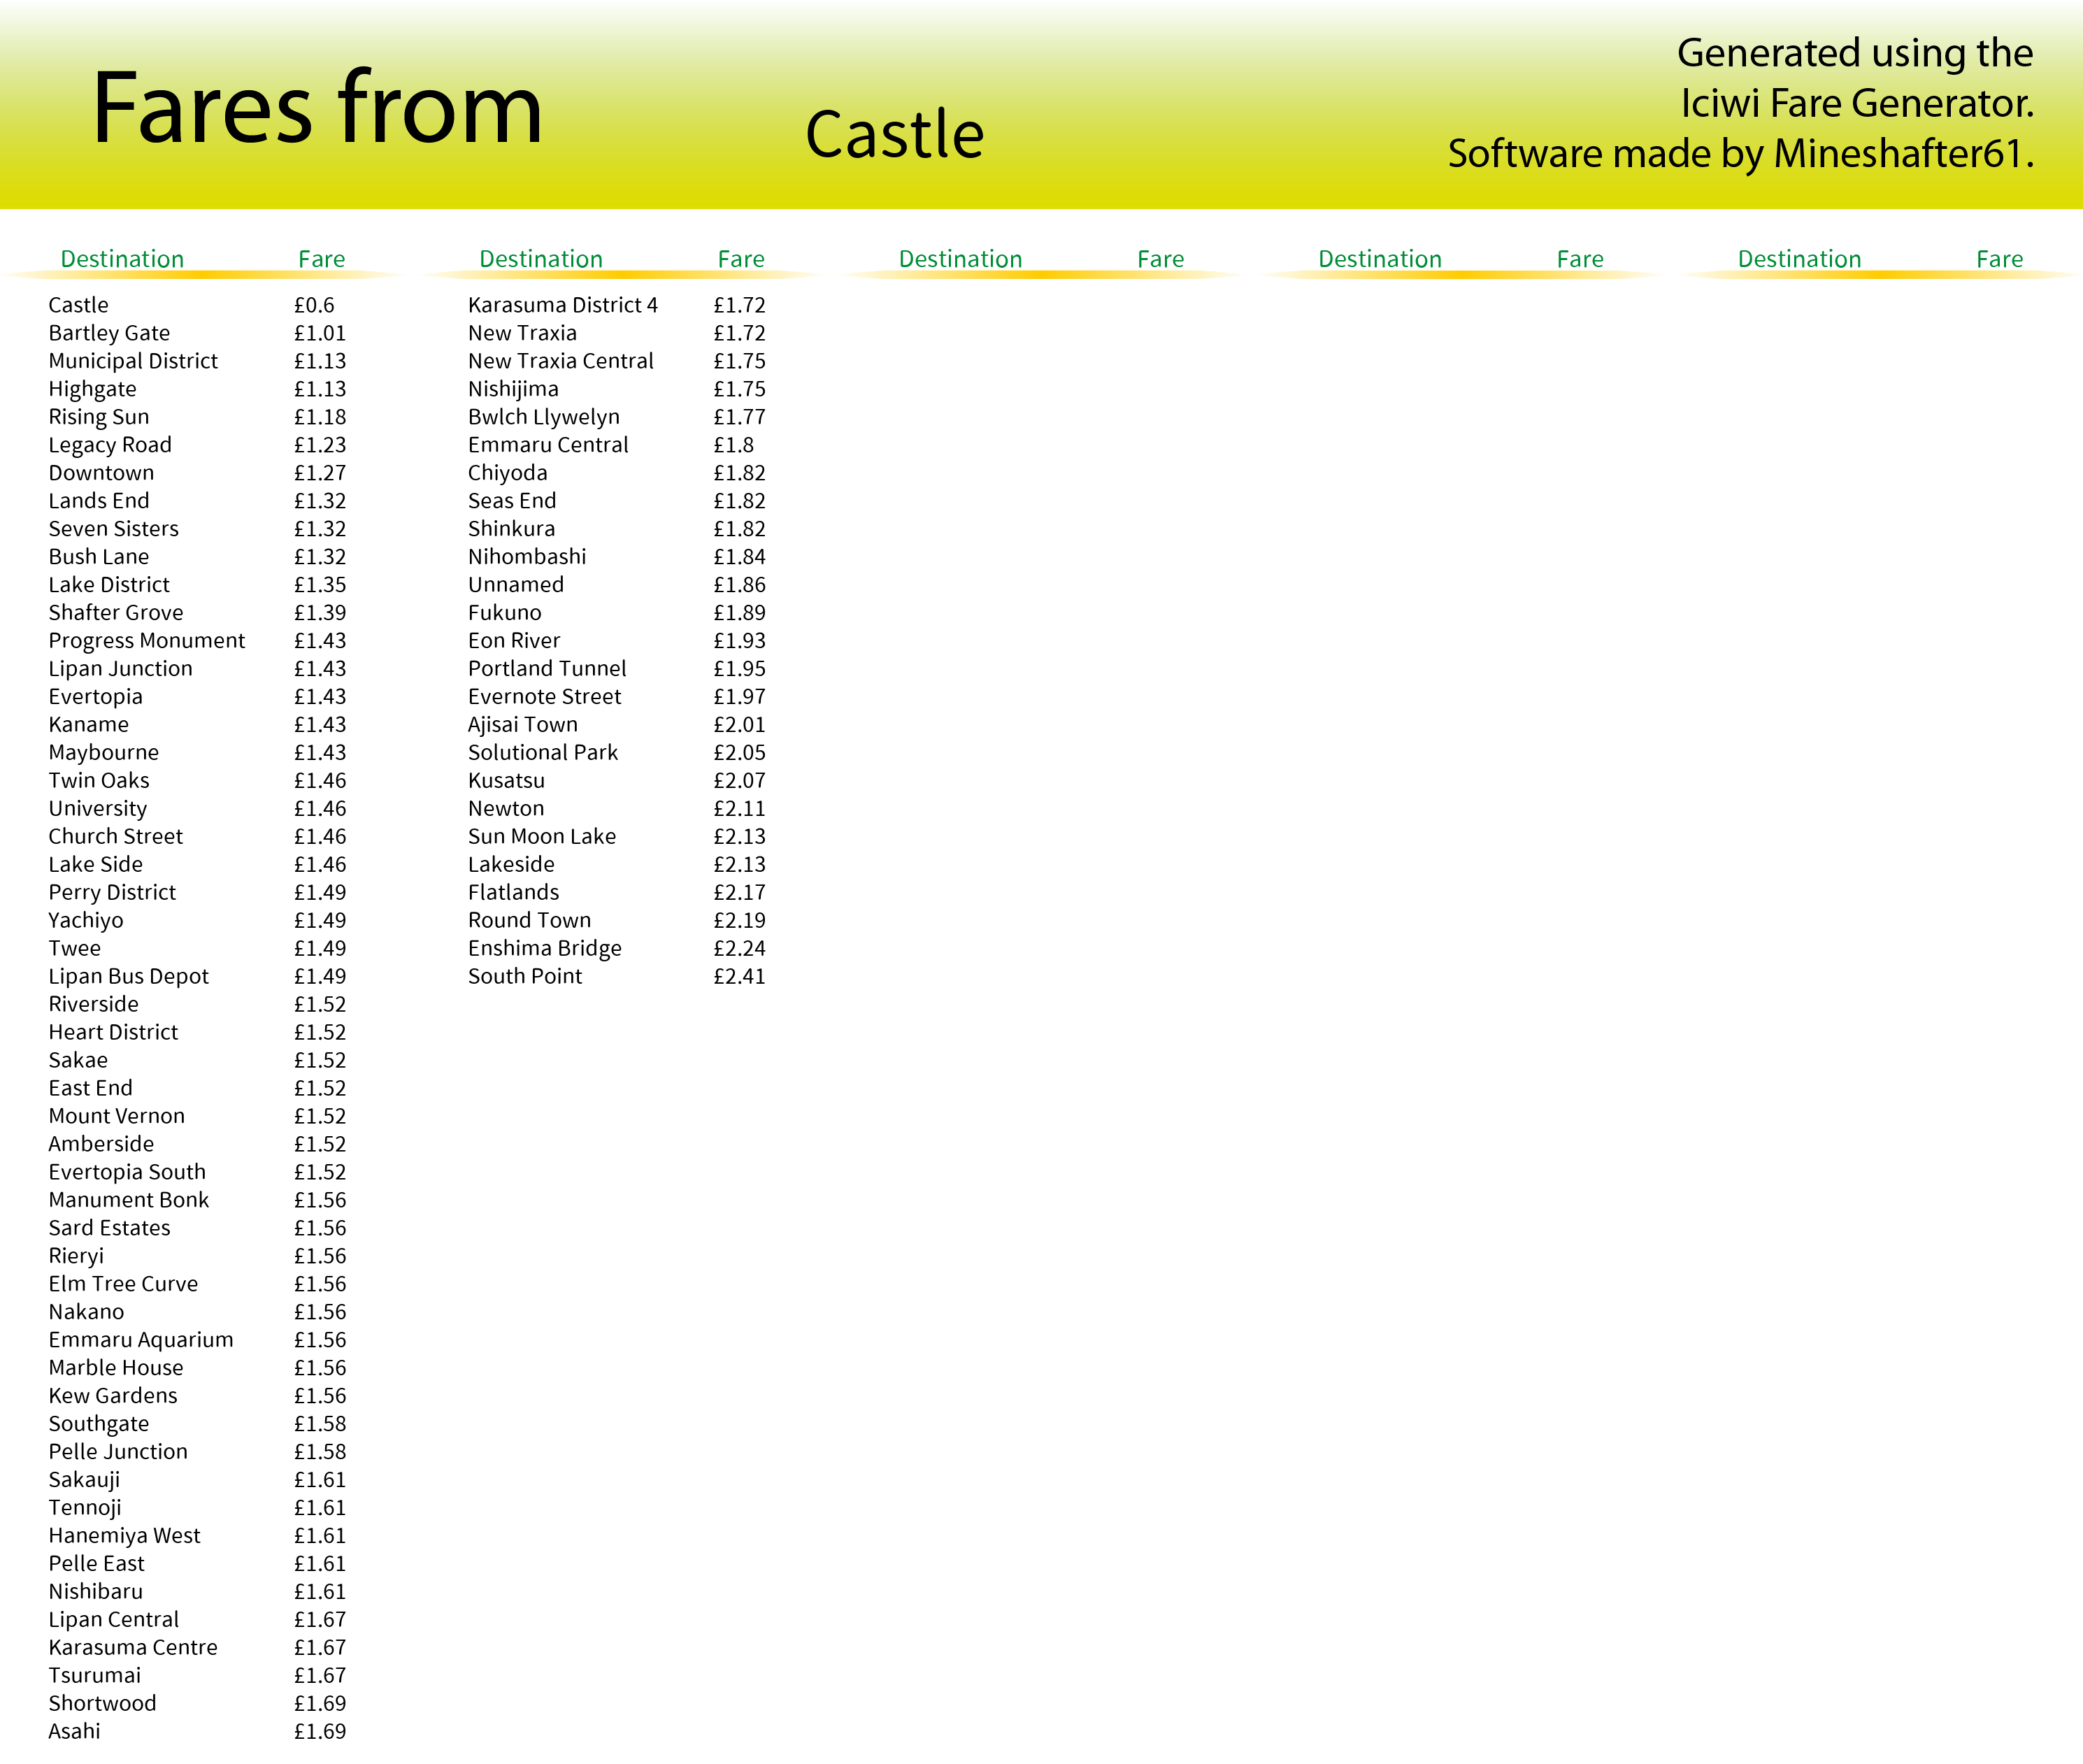 Fares from
Castle
Generated using the
Iciwi Fare Generator.
Software made by Mineshafter61.
Destination Fare
Castle £0.6
Bartley Gate £1.01
Municipal District £1.13
Highgate £1.13
Rising Sun £1.18
Legacy Road £1.23
Downtown £1.27
Lands End £1.32
Seven Sisters £1.32
Bush Lane £1.32
Lake District £1.35
Shafter Grove £1.39
Progress Monument £1.43
Lipan Junction £1.43
Evertopia £1.43
Kaname £1.43
Maybourne £1.43
Twin Oaks £1.46
University £1.46
Church Street £1.46
Lake Side £1.46
Perry District £1.49
Yachiyo £1.49
Twee £1.49
Lipan Bus Depot £1.49
Riverside £1.52
Heart District £1.52
Sakae £1.52
East End £1.52
Mount Vernon £1.52
Amberside £1.52
Evertopia South £1.52
Manument Bonk £1.56
Sard Estates £1.56
Rieryi £1.56
Elm Tree Curve £1.56
Nakano £1.56
Emmaru Aquarium £1.56
Marble House £1.56
Kew Gardens £1.56
Southgate £1.58
Pelle Junction £1.58
Sakauji £1.61
Tennoji £1.61
Hanemiya West £1.61
Pelle East £1.61
Nishibaru £1.61
Lipan Central £1.67
Karasuma Centre £1.67
Tsurumai £1.67
Shortwood £1.69
Asahi £1.69
Destination Fare
Karasuma District 4 £1.72
New Traxia £1.72
New Traxia Central £1.75
Nishijima £1.75
Bwlch Llywelyn £1.77
Emmaru Central £1.8
Chiyoda £1.82
Seas End £1.82
Shinkura £1.82
Nihombashi £1.84
Unnamed £1.86
Fukuno £1.89
Eon River £1.93
Portland Tunnel £1.95
Evernote Street £1.97
Ajisai Town £2.01
Solutional Park £2.05
Kusatsu £2.07
Newton £2.11
Sun Moon Lake £2.13
Lakeside £2.13
Flatlands £2.17
Round Town £2.19
Enshima Bridge £2.24
South Point £2.41
Destination Fare
Destination Fare
Destination Fare